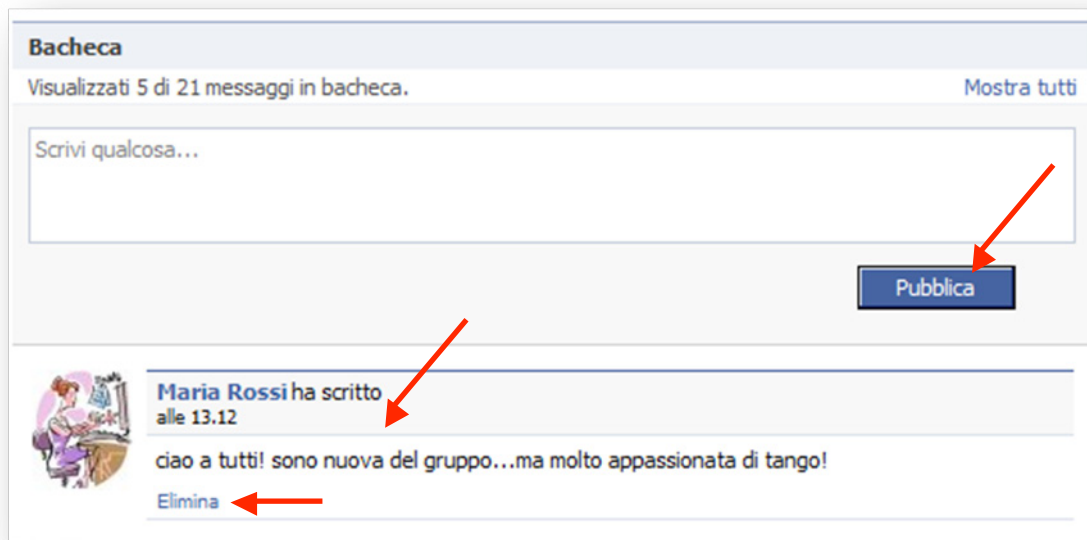 Bacheca
Visualizzati 5 di 21 messaggi in bacheca. Mostra tutti
Scrivi qualcosa...
Pubblica
Maria Rossi ha scritto
alle 13.12
ciao a tutti! sono nuova del gruppo...ma molto appassionata di tango!
Elimina